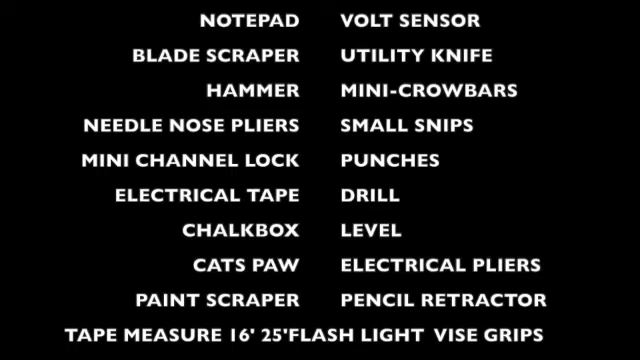 NOTEPAD VOLT SENSOR
BLADE SCRAPER UTILITY KNIFE
HAMMER MINI-CROWBARS
NEEDLE NOSE PLIERS SMALL SNIPS
MINI CHANNEL LOCK PUNCHES
ELECTRICAL TAPE DRILL
CHALKBOX LEVEL
CATS PAW ELECTRICAL PLIERS
PAINT SCRAPER PENCIL RETRACTOR
TAPE MEASURE 16' 25'FLASH LIGHT VISE GRIPS